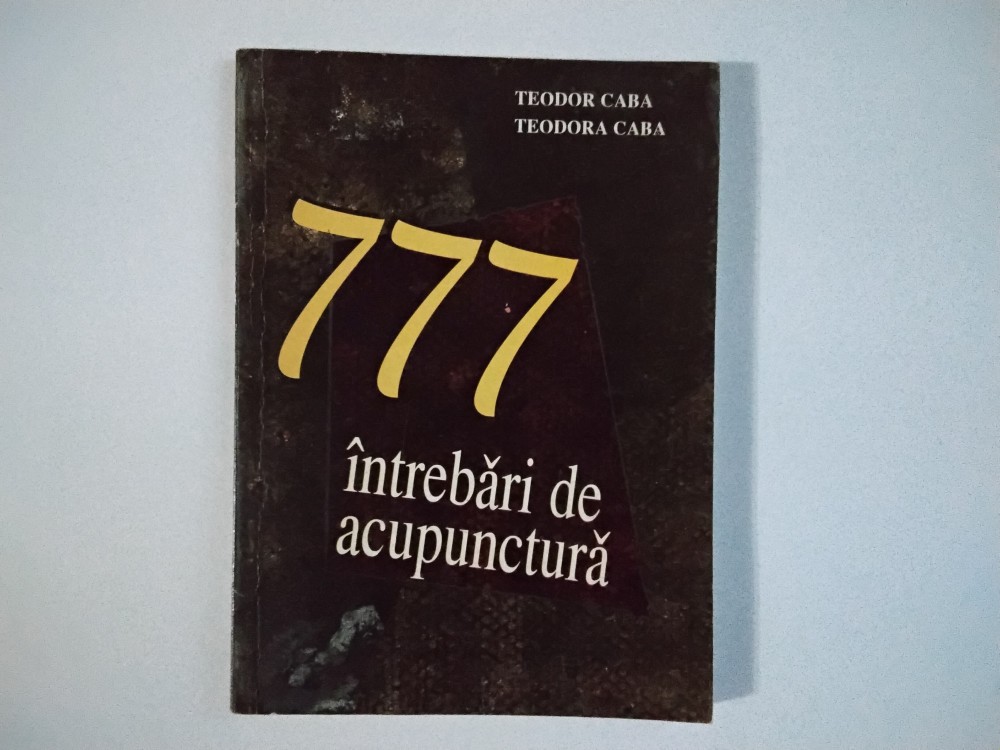 TEODOR CABA
TEODORA CABA
777
întrebări de
acupunctură